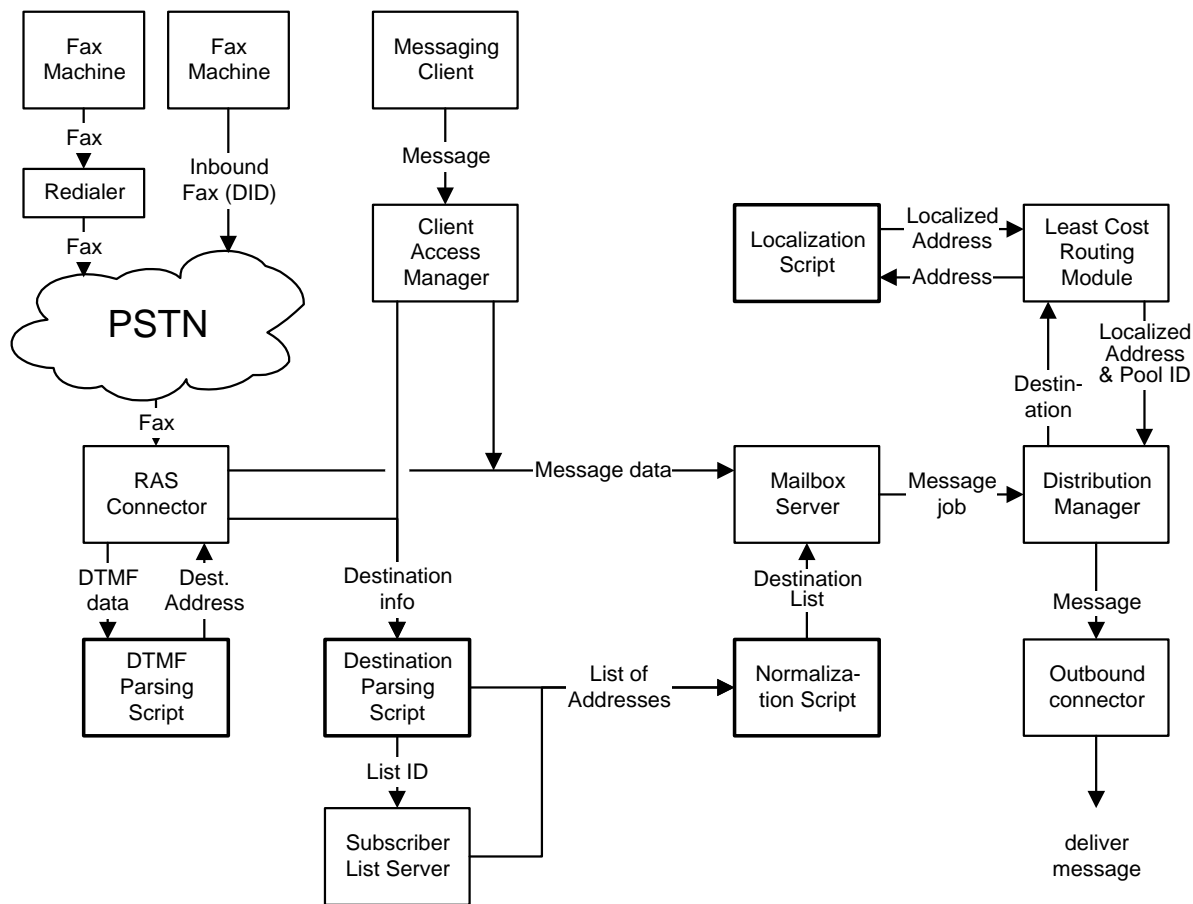 Fax
Machine
Fax
Machine
Messaging
Client
Fax
Inbound
Fax (DID)
Message
Redialer
Fax
Client
Access
Manager
Localization
Script
Localized
Address
Address
Least Cost
Routing
Module
PSTN
Localized
Address
& Pool ID
Destin-
ation
Fax
RAS
Connector
Message data
Mailbox
Server
Message
job
Distribution
Manager
DTMF
data
Dest.
Address
Destination
info
Destination
List
Message
DTMF
Parsing
Script
Destination
Parsing
Script
List of
Addresses
Normaliza-
tion Script
Outbound
connector
List ID
Subscriber
List Server
deliver
message